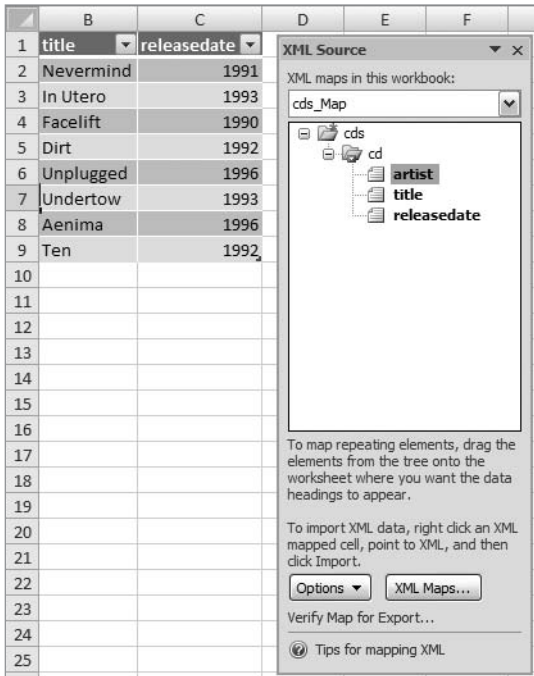 B C D E F
1 title releasedate
2 Nevermind 1991
3 In Utero 1993
4 Facelift 1990
5 Dirt 1992
6 Unplugged 1996
7 Undertow 1993
8 Aenima 1996
9 Ten 1992
10
11
12
13
14
15
16
17
18
19
20
21
22
23
24
25
XML Source
XML maps in this workbook:
cds_Map
cds
cd
artist
title
releasedate
To map repeating elements, drag the
elements from the tree onto the
worksheet where you want the data
headings to appear.
To import XML data, right click an XML
mapped cell, point to XML, and then
click Import.
Options XML Maps...
Verify Map for Export...
Tips for mapping XML